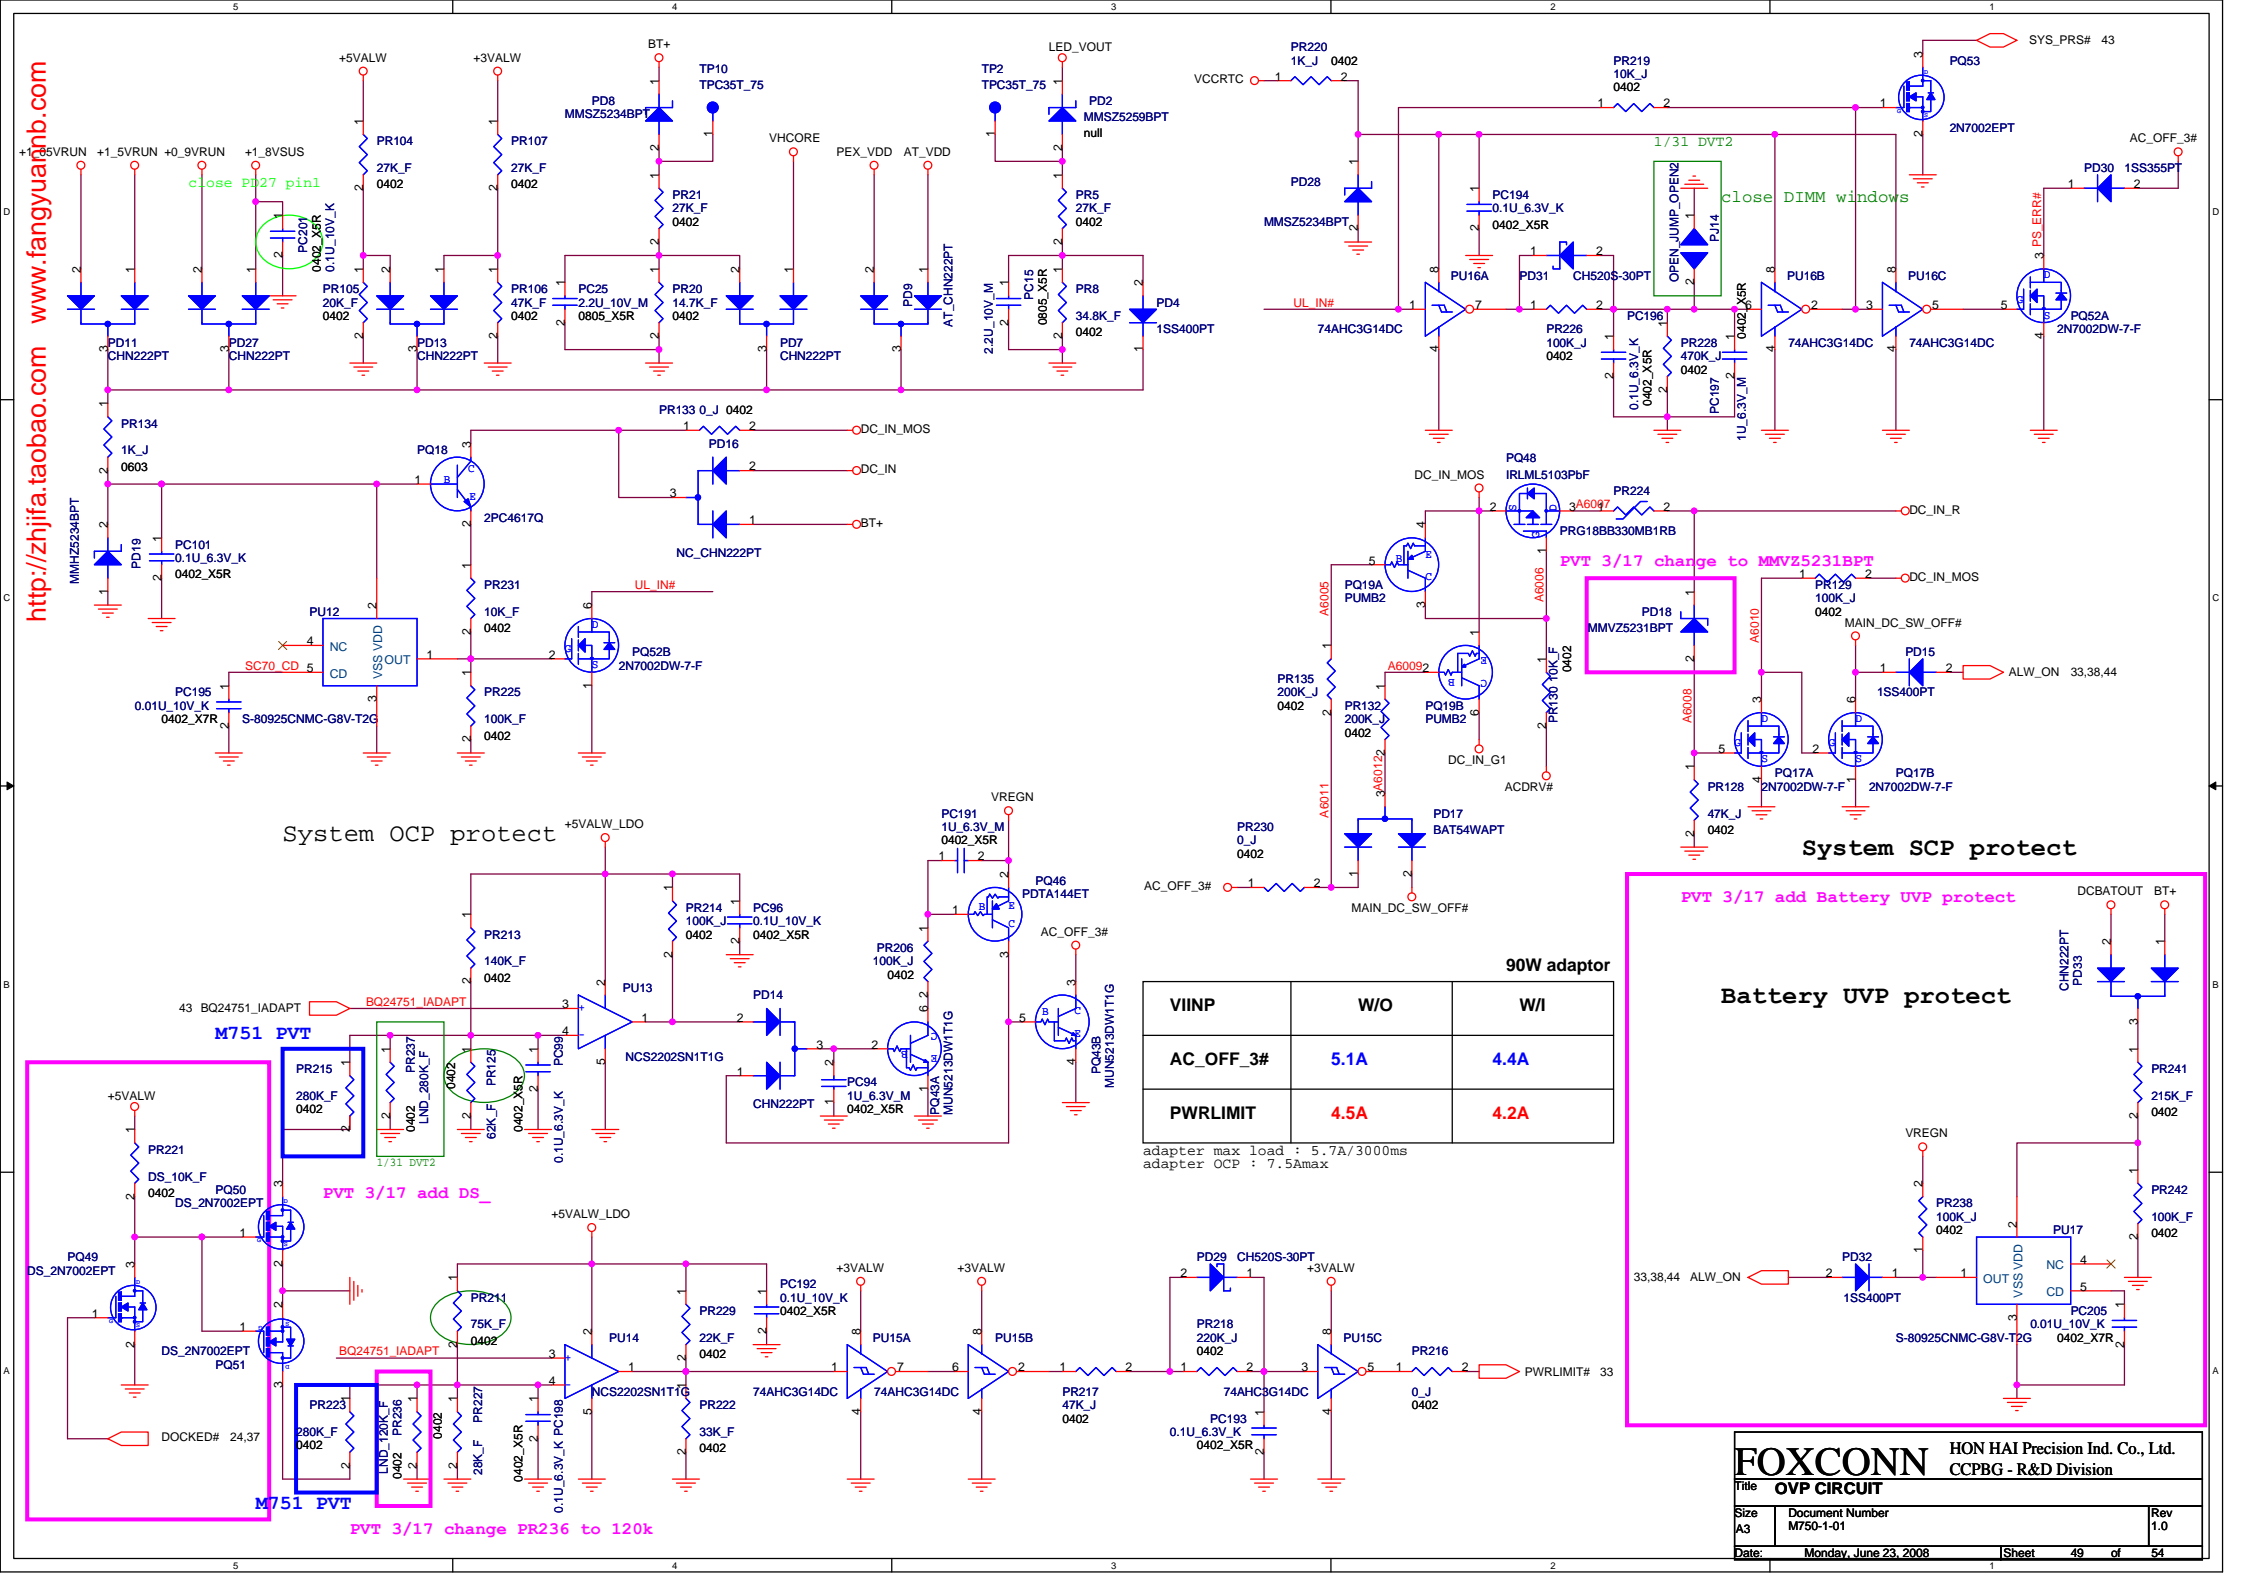 5 4 3 2 1
www.fangyuannb.com
http://zhjifa.taobao.com
+5VALW
+3VALW
BT+
TP10
TPC35T_75
PD8
MMSZ5234BPT
TP2
TPC35T_75
LED_VOUT
PD2
MMSZ5259BPT
null
+1_5VRUN
+0_9VRUN
+1_8VSUS
close PD27 pin1
PC201
0402_X5R
0.1U_10V_K
PR104
27K_F
0402
PR107
27K_F
0402
VHCORE
PEX_VDD
AT_VDD
PR21
27K_F
0402
PR5
27K_F
0402
PR105
20K_F
0402
PR106
47K_F
0402
PC25
2.2U_10V_M
0805_X5R
PR20
14.7K_F
0402
PD9
AT_CHN222PT
PC15
0805_X5R
2.2U_10V_M
PR8
34.8K_F
0402
PD4
1SS400PT
PD11
CHN222PT
PD27
CHN222PT
PD13
CHN222PT
PD7
CHN222PT
PR220
1K_J 0402
VCCRTC
PR219
10K_J
0402
SYS_PRS# 43
PQ53
2N7002EPT
AC_OFF_3#
PD30 1SS355PT
PS_ERR#
1/31 DVT2
close DIMM windows
OPEN_JUMP_OPEN2
PJ14
PD28
MMSZ5234BPT
PC194
0.1U_6.3V_K
0402_X5R
PU16A
74AHC3G14DC
PD31 CH520S-30PT
PR226
100K_J
0402
UL_IN#
PC196
0.1U_6.3V_K
0402_X5R
PR228
470K_J
0402
PC197
1U_6.3V_M
0402_X5R
PU16B
74AHC3G14DC
PU16C
74AHC3G14DC
PQ52A
2N7002DW-7-F
PR134
1K_J
0603
PR133 0_J 0402
DC_IN_MOS
PD16
DC_IN
BT+
NC_CHN222PT
PQ18
2PC4617Q
MMHZ5234BPT
PD19
PC101
0.1U_6.3V_K
0402_X5R
PR231
10K_F
0402
UL_IN#
PU12
NC
CD
VSS VDD
OUT
SC70_CD
PC195
0.01U_10V_K
0402_X7R
S-80925CNMC-G8V-T2G
PR225
100K_F
0402
PQ52B
2N7002DW-7-F
DC_IN_MOS
PQ48
IRLML5103PbF
A6007
PR224
PRG18BB330MB1RB
DC_IN_R
PVT 3/17 change to MMVZ5231BPT
PQ19A
PUMB2
A6005
A6006
PD18
MMVZ5231BPT
PR129
100K_J
0402
DC_IN_MOS
A6010
MAIN_DC_SW_OFF#
PD15
1SS400PT
ALW_ON 33,38,44
PR135
200K_J
0402
A6009
PR132
200K_J
0402
PQ19B
PUMB2
PR130 10K_F
0402
A6008
DC_IN_G1
ACDRV#
A6011
A6012
PD17
BAT54WAPT
PQ17A
2N7002DW-7-F
PQ17B
2N7002DW-7-F
PR128
47K_J
0402
PR230
0_J
0402
AC_OFF_3#
MAIN_DC_SW_OFF#
System SCP protect
System OCP protect
+5VALW_LDO
PR213
140K_F
0402
PR214
100K_J
0402
PC96
0.1U_10V_K
0402_X5R
VREGN
PC191
1U_6.3V_M
0402_X5R
PQ46
PDTA144ET
PR206
100K_J
0402
AC_OFF_3#
43 BQ24751_IADAPT
BQ24751_IADAPT
M751 PVT
PU13
NCS2202SN1T1G
PD14
CHN222PT
PC94
1U_6.3V_M
0402_X5R
PQ43A
MUN5213DW1T1G
PQ43B
MUN5213DW1T1G
PR215
280K_F
0402
PR237
LND_280K_F
0402
PR125
62K_F
0402
PC99
0.1U_6.3V_K
0402_X5R
1/31 DVT2
PVT 3/17 add DS_
90W adaptor
VIINP W/O W/I
AC_OFF_3# 5.1A 4.4A
PWRLIMIT 4.5A 4.2A
adapter max load : 5.7A/3000ms
adapter OCP : 7.5Amax
PVT 3/17 add Battery UVP protect
DCBATOUT BT+
CHN222PT
PD33
Battery UVP protect
PR241
215K_F
0402
VREGN
PR238
100K_J
0402
PR242
100K_F
0402
PU17
OUT
VSS VDD
NC
CD
33,38,44 ALW_ON
PD32
1SS400PT
PC205
0.01U_10V_K
0402_X7R
S-80925CNMC-G8V-T2G
+5VALW
PR221
DS_10K_F
0402
PQ50
DS_2N7002EPT
PQ49
DS_2N7002EPT
DS_2N7002EPT
PQ51
DOCKED# 24,37
+5VALW_LDO
PR211
75K_F
0402
BQ24751_IADAPT
PU14
NCS2202SN1T1G
PR229
22K_F
0402
PC192
0.1U_10V_K
0402_X5R
PR222
33K_F
0402
PR223
280K_F
0402
LND_120K_F
PR236
0402
PR227
28K_F
0402
PC198
0.1U_6.3V_K
0402_X5R
M751 PVT
PVT 3/17 change PR236 to 120k
+3VALW
PU15A
74AHC3G14DC
+3VALW
PU15B
74AHC3G14DC
PR217
47K_J
0402
PD29 CH520S-30PT
PR218
220K_J
0402
PC193
0.1U_6.3V_K
0402_X5R
+3VALW
PU15C
74AHC3G14DC
PR216
0_J
0402
PWRLIMIT# 33
FOXCONN
HON HAI Precision Ind. Co., Ltd.
CCPBG - R&D Division
Title OVP CIRCUIT
Size A3
Document Number M750-1-01
Rev 1.0
Date: Monday, June 23, 2008 Sheet 49 of 54
5 4 3 2 1